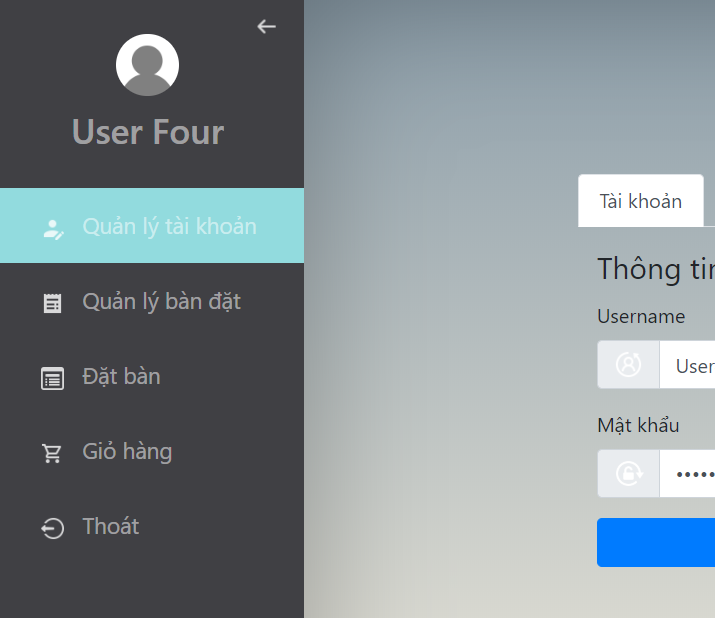 User Four
Quản lý tài khoản
Quản lý bàn đặt
Đặt bàn
Giỏ hàng
Thoát
Tài khoản
Thông
Username
User
Mật khẩu